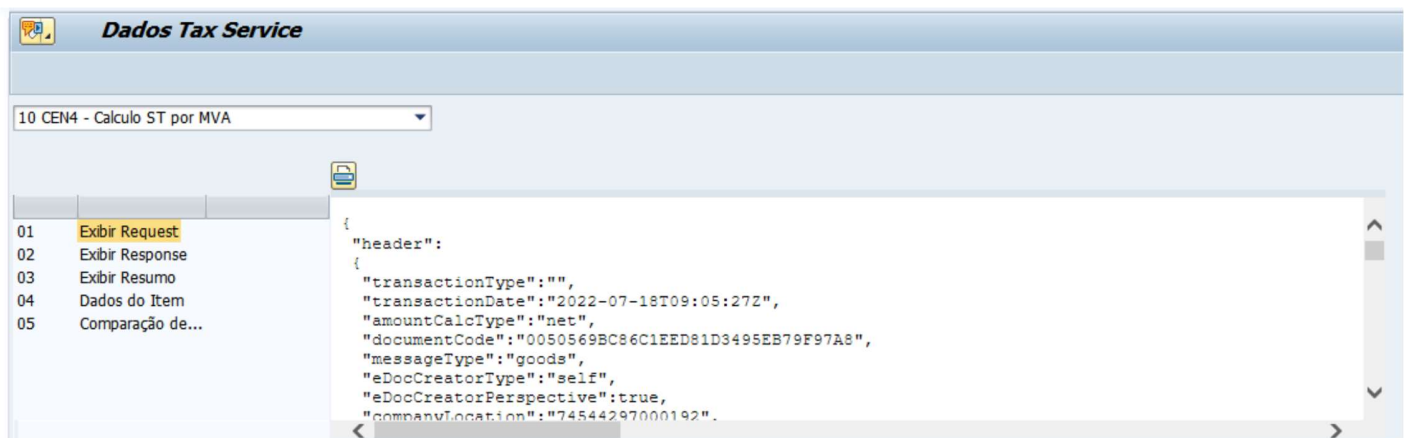 Dados Tax Service
10 CEN4 - Calculo ST por MVA
01 Exibir Request
02 Exibir Response
03 Exibir Resumo
04 Dados do Item
05 Comparação de...
{
"header":
{
"transactionType":"",
"transactionDate":"2022-07-18T09:05:27Z",
"amountCalcType":"net",
"documentCode":"0050569BC86C1EED81D3495EB79F97A8",
"messageType":"goods",
"eDocCreatorType":"self",
"eDocCreatorPerspective":true,
"companyLocation":"74544297000192",